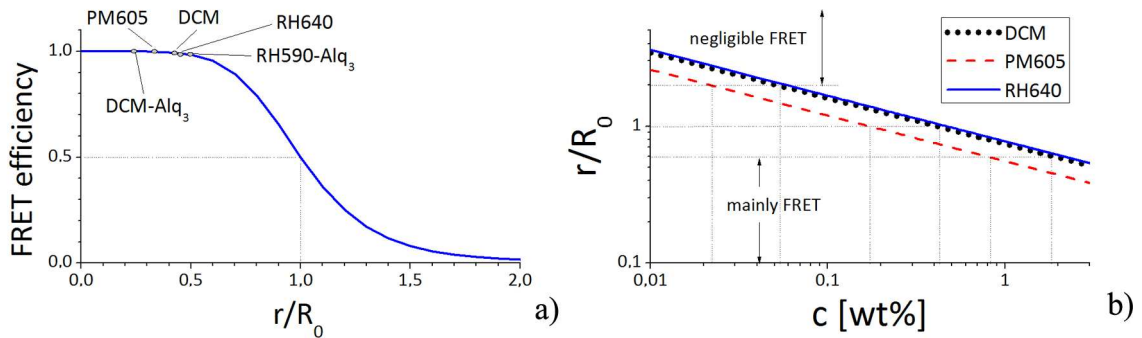 PM605
DCM
RH640
RH590-Alq₃
DCM-Alq₃
FRET efficiency
1.0
0.5
0.0
0.0
0.5
1.0
1.5
2,0
r/R₀
a)
negligible FRET
mainly FRET
DCM
PM605
RH640
r/R₀
1
0.1
0,01
0.1
1
c [wt%]
b)